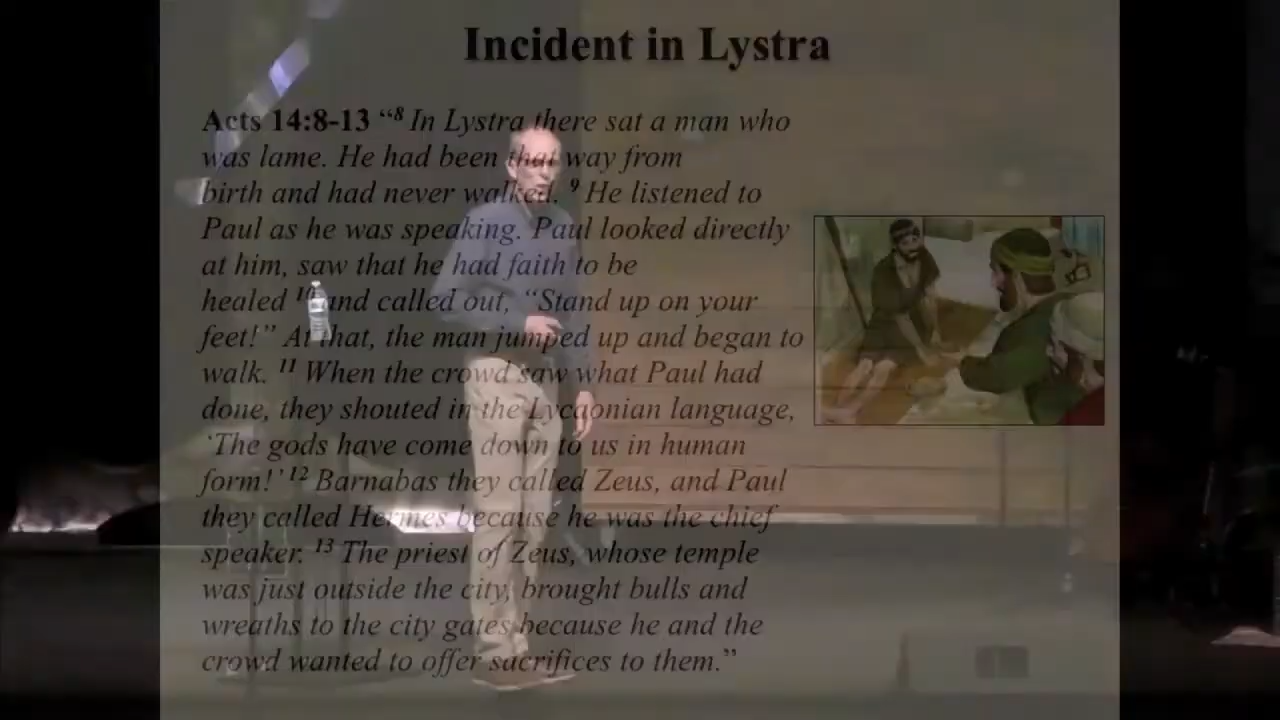 Incident in Lystra
Acts 14:8-13 “⁸ In Lystra there sat a man who
was lame. He had been that way from
birth and had never walked. ⁹ He listened to
Paul as he was speaking. Paul looked directly
at him, saw that he had faith to be
healed ¹⁰ and called out, “Stand up on your
feet!” At that, the man jumped up and began to
walk. ¹¹ When the crowd saw what Paul had
done, they shouted in the Lycaonian language,
‘The gods have come down to us in human
form!’ ¹² Barnabas they called Zeus, and Paul
they called Hermes because he was the chief
speaker. ¹³ The priest of Zeus, whose temple
was just outside the city, brought bulls and
wreaths to the city gates because he and the
crowd wanted to offer sacrifices to them.”